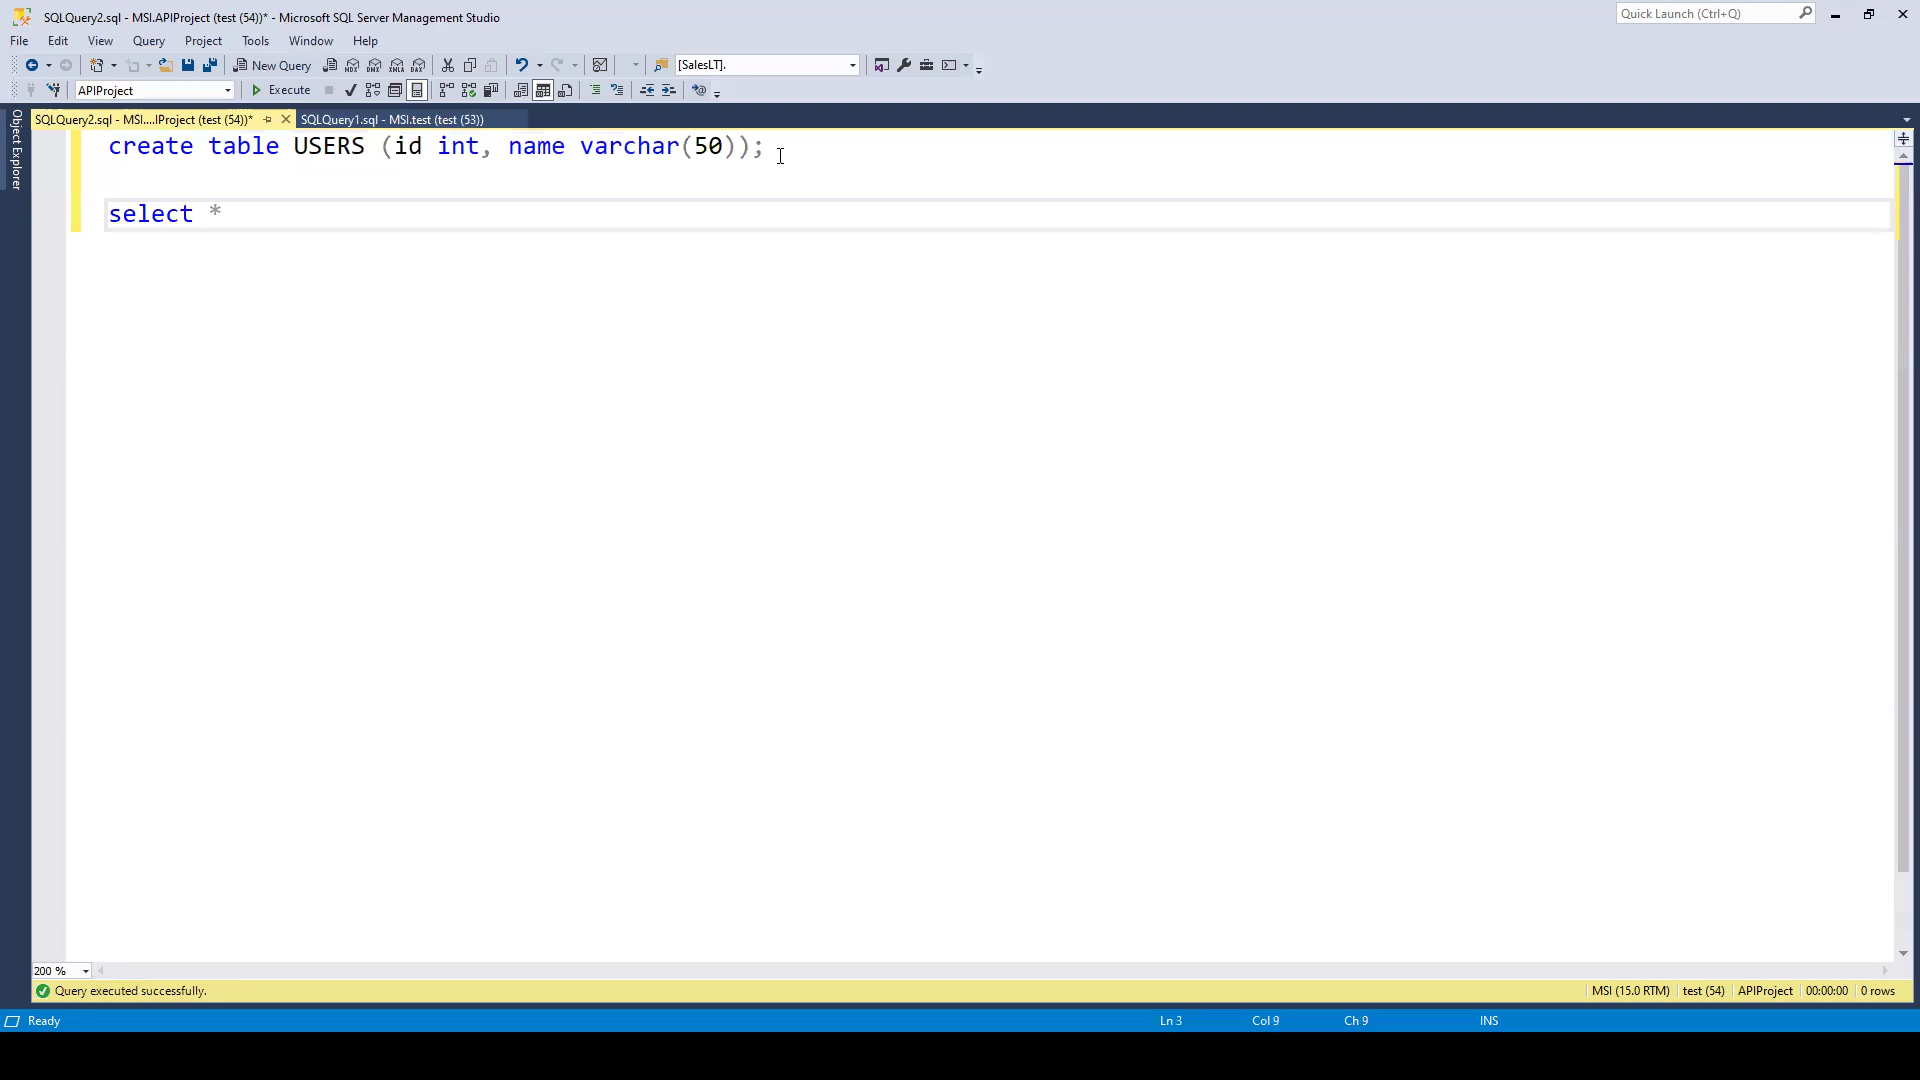 SQLQuery2.sql - MSI.APIProject (test (54))* - Microsoft SQL Server Management Studio
Quick Launch (Ctrl+Q)
File Edit View Query Project Tools Window Help
New Query
[SalesLT].
APIProject
Execute
SQLQuery2.sql - MSI....IProject (test (54))*
SQLQuery1.sql - MSI.test (test (53))
Object Explorer
create table USERS (id int, name varchar(50));
select *
200 %
Query executed successfully.
MSI (15.0 RTM) test (54) APIProject 00:00:00 0 rows
Ready
Ln 3 Col 9 Ch 9 INS